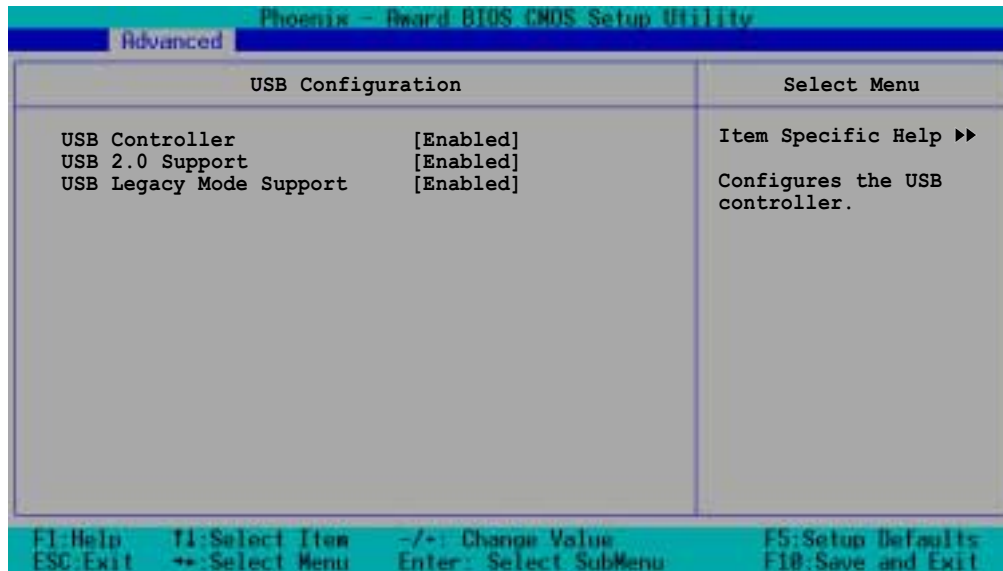 Phoenix - Award BIOS CMOS Setup Utility
Advanced
USB Configuration
Select Menu
USB Controller [Enabled]
USB 2.0 Support [Enabled]
USB Legacy Mode Support [Enabled]
Item Specific Help ▶▶
Configures the USB
controller.
F1:Help ↑↓:Select Item -/+: Change Value F5:Setup Defaults
ESC:Exit ←→:Select Menu Enter: Select SubMenu F10:Save and Exit